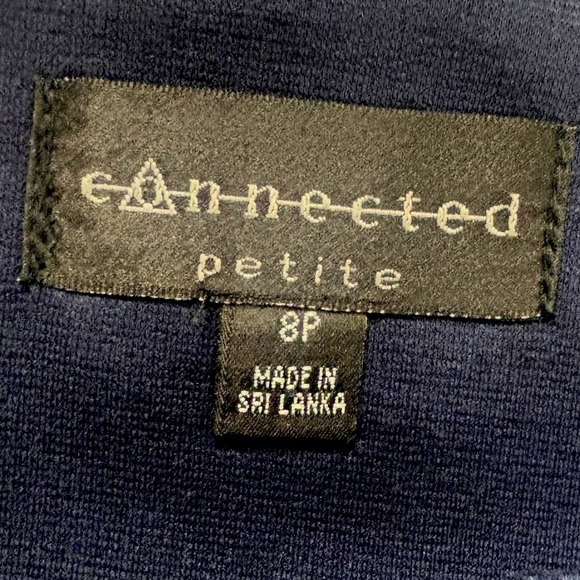 connected
petite
8P
MADE IN
SRI LANKA